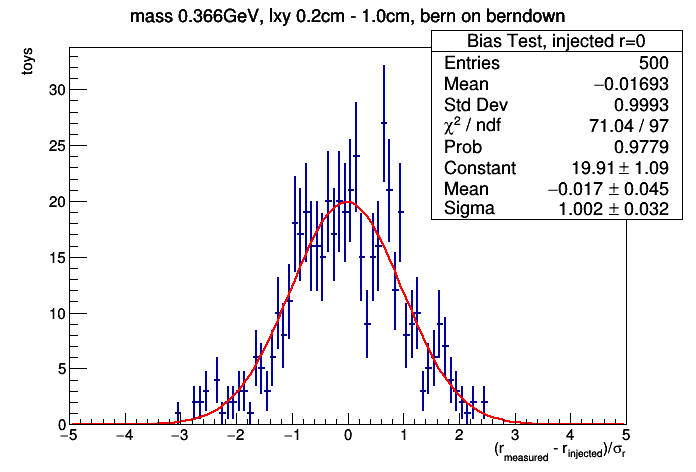 mass 0.366GeV, lxy 0.2cm - 1.0cm, bern on berndown
toys
Bias Test, injected r=0
Entries 500
Mean −0.01693
Std Dev 0.9993
χ² / ndf 71.04 / 97
Prob 0.9779
Constant 19.91 ± 1.09
Mean −0.017 ± 0.045
Sigma 1.002 ± 0.032
30
25
20
15
10
5
0
−5 −4 −3 −2 −1 0 1 2 3 4 5
(r_measured - r_injected)/σ_r